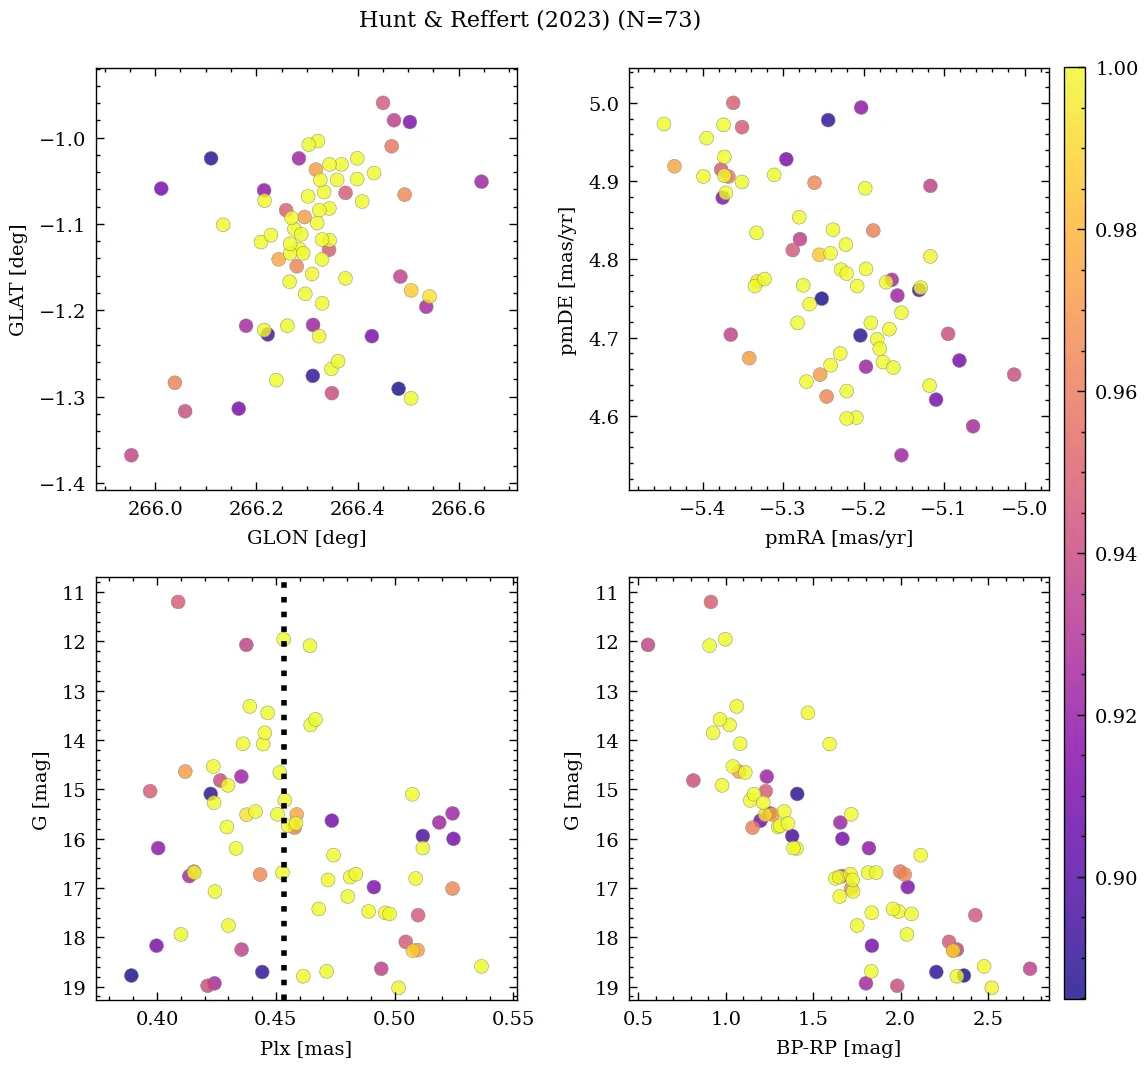 Hunt & Reffert (2023) (N=73)
−1.0
−1.1
−1.2
−1.3
−1.4
GLAT [deg]
266.0 266.2 266.4 266.6
GLON [deg]
5.0
4.9
4.8
4.7
4.6
pmDE [mas/yr]
−5.4 −5.3 −5.2 −5.1 −5.0
pmRA [mas/yr]
11
12
13
14
15
16
17
18
19
G [mag]
0.40 0.45 0.50 0.55
Plx [mas]
11
12
13
14
15
16
17
18
19
G [mag]
0.5 1.0 1.5 2.0 2.5
BP-RP [mag]
1.00
0.98
0.96
0.94
0.92
0.90